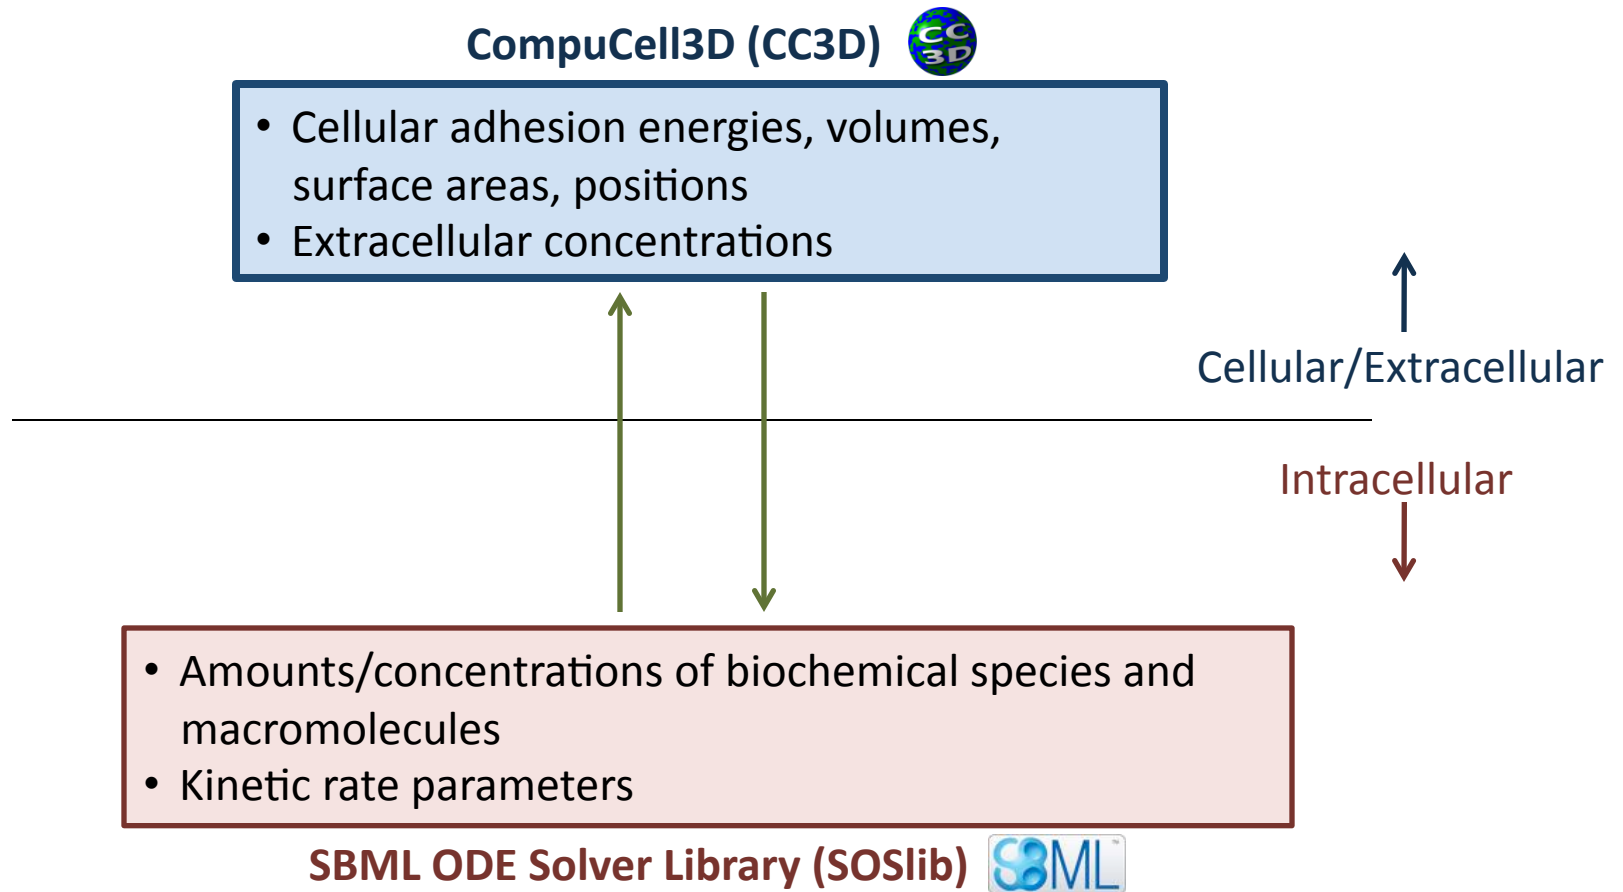 CompuCell3D (CC3D) CC 3D
• Cellular adhesion energies, volumes,
surface areas, positions
• Extracellular concentrations
Cellular/Extracellular
Intracellular
• Amounts/concentrations of biochemical species and
macromolecules
• Kinetic rate parameters
SBML ODE Solver Library (SOSlib) SBML™